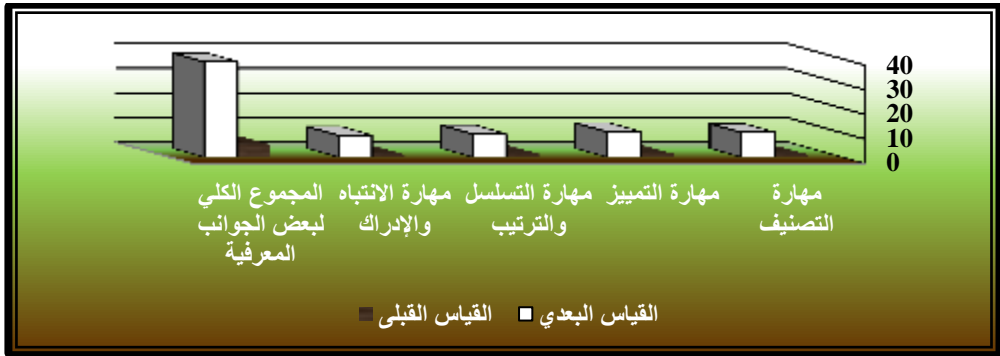 40
30
20
10
0
مهارة التصنيف
مهارة التمييز
مهارة التسلسل والترتيب
مهارة الانتباه والإدراك
المجموع الكلي لبعض الجوانب المعرفية
القياس البعدي
القياس القبلى